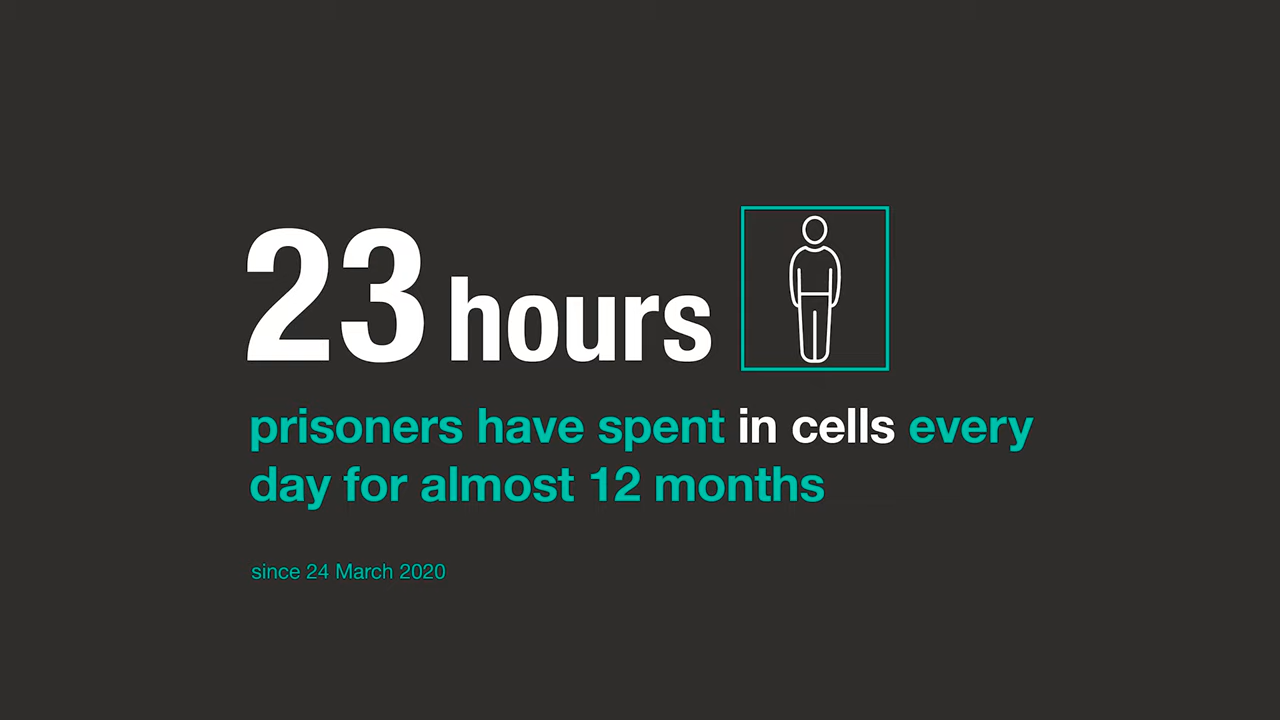 23 hours
prisoners have spent in cells every
day for almost 12 months
since 24 March 2020